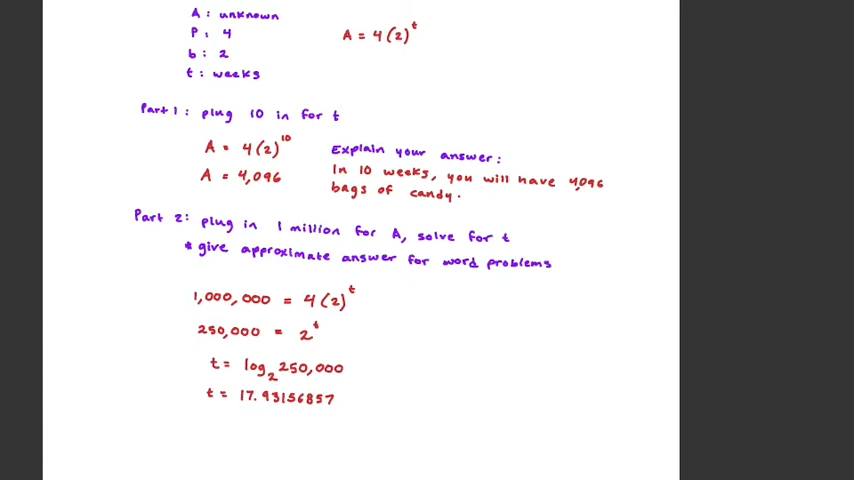 A: unknown
P: 4
b: 2
t: weeks
A = 4(2)^t
Part 1: plug 10 in for t
A = 4(2)^10
A = 4,096
Explain your answer:
In 10 weeks, you will have 4,096
bags of candy.
Part 2: plug in 1 million for A, solve for t
* give approximate answer for word problems
1,000,000 = 4(2)^t
250,000 = 2^t
t = log₂250,000
t = 17.93156857